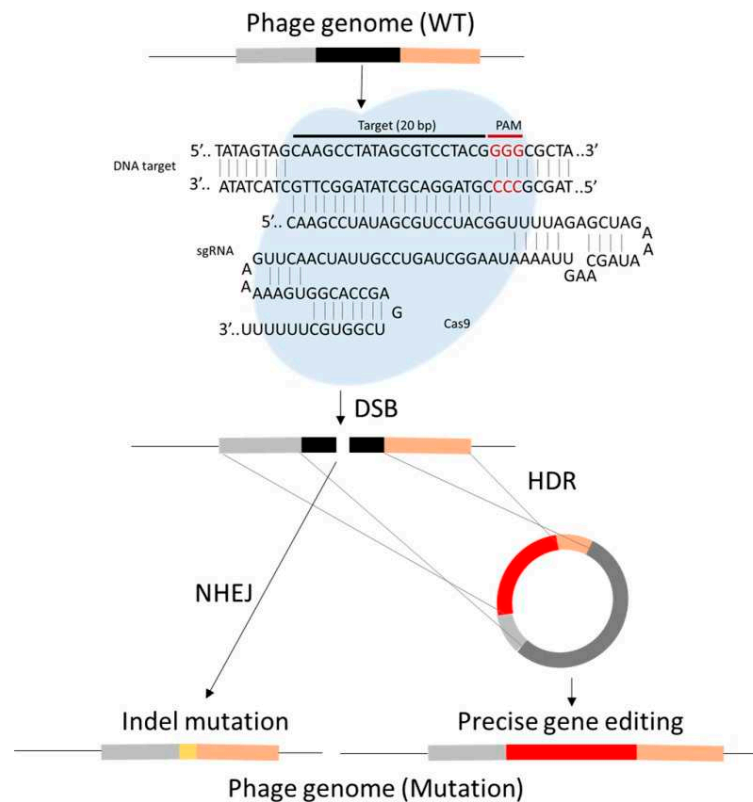 Phage genome (WT)
Target (20 bp) PAM
5'.. TATAGTAGCAAGCCTATAGCGTCCTACGGGGCGCTA..3'
DNA target
3'.. ATATCATCGTTCGGATATCGCAGGATGCCCCGCGAT..5'
5'.. CAAGCCUAUAGCGUCCUACGGUUUUAGAGCUAG
A
A
sgRNA
GUUCAACUAUUGCCUGAUCGGAAUAAAAUU
CGAUA
GAA
A
A
AAAAGUGGCACCGA
G
3'..UUUUUUCGUGGCU
Cas9
DSB
HDR
NHEJ
Indel mutation
Precise gene editing
Phage genome (Mutation)